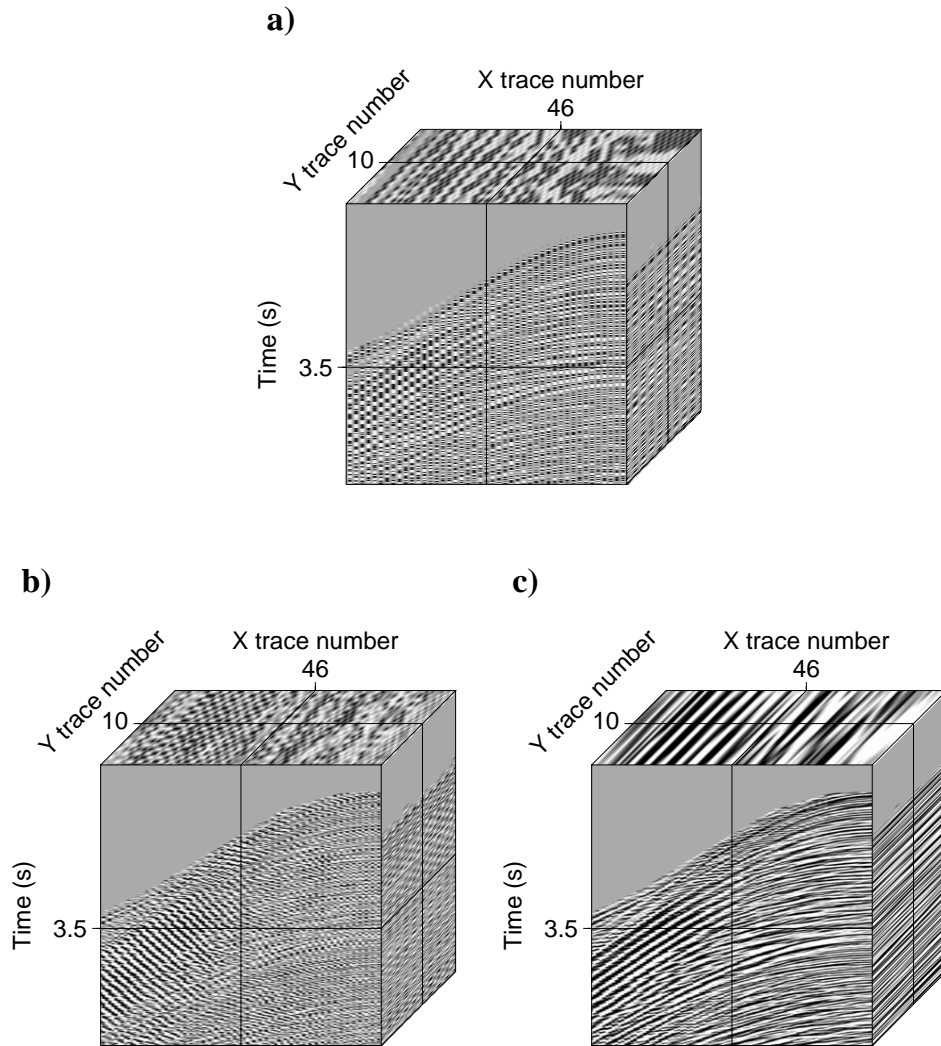 a)
X trace number
46
Y trace number
10
Time (s)
3.5
b)
X trace number
46
Y trace number
10
Time (s)
3.5
c)
X trace number
46
Y trace number
10
Time (s)
3.5